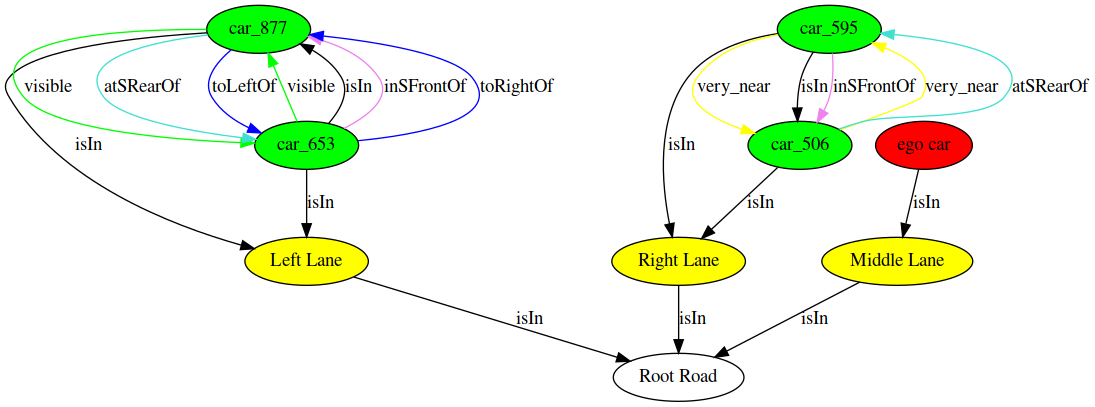 car_877
car_595
visible
atSRearOf
toLeftOf
visible
isIn
inSFrontOf
toRightOf
very_near
isIn
inSFrontOf
very_near
atSRearOf
isIn
car_653
isIn
car_506
ego car
isIn
isIn
isIn
Left Lane
Right Lane
Middle Lane
isIn
isIn
isIn
Root Road